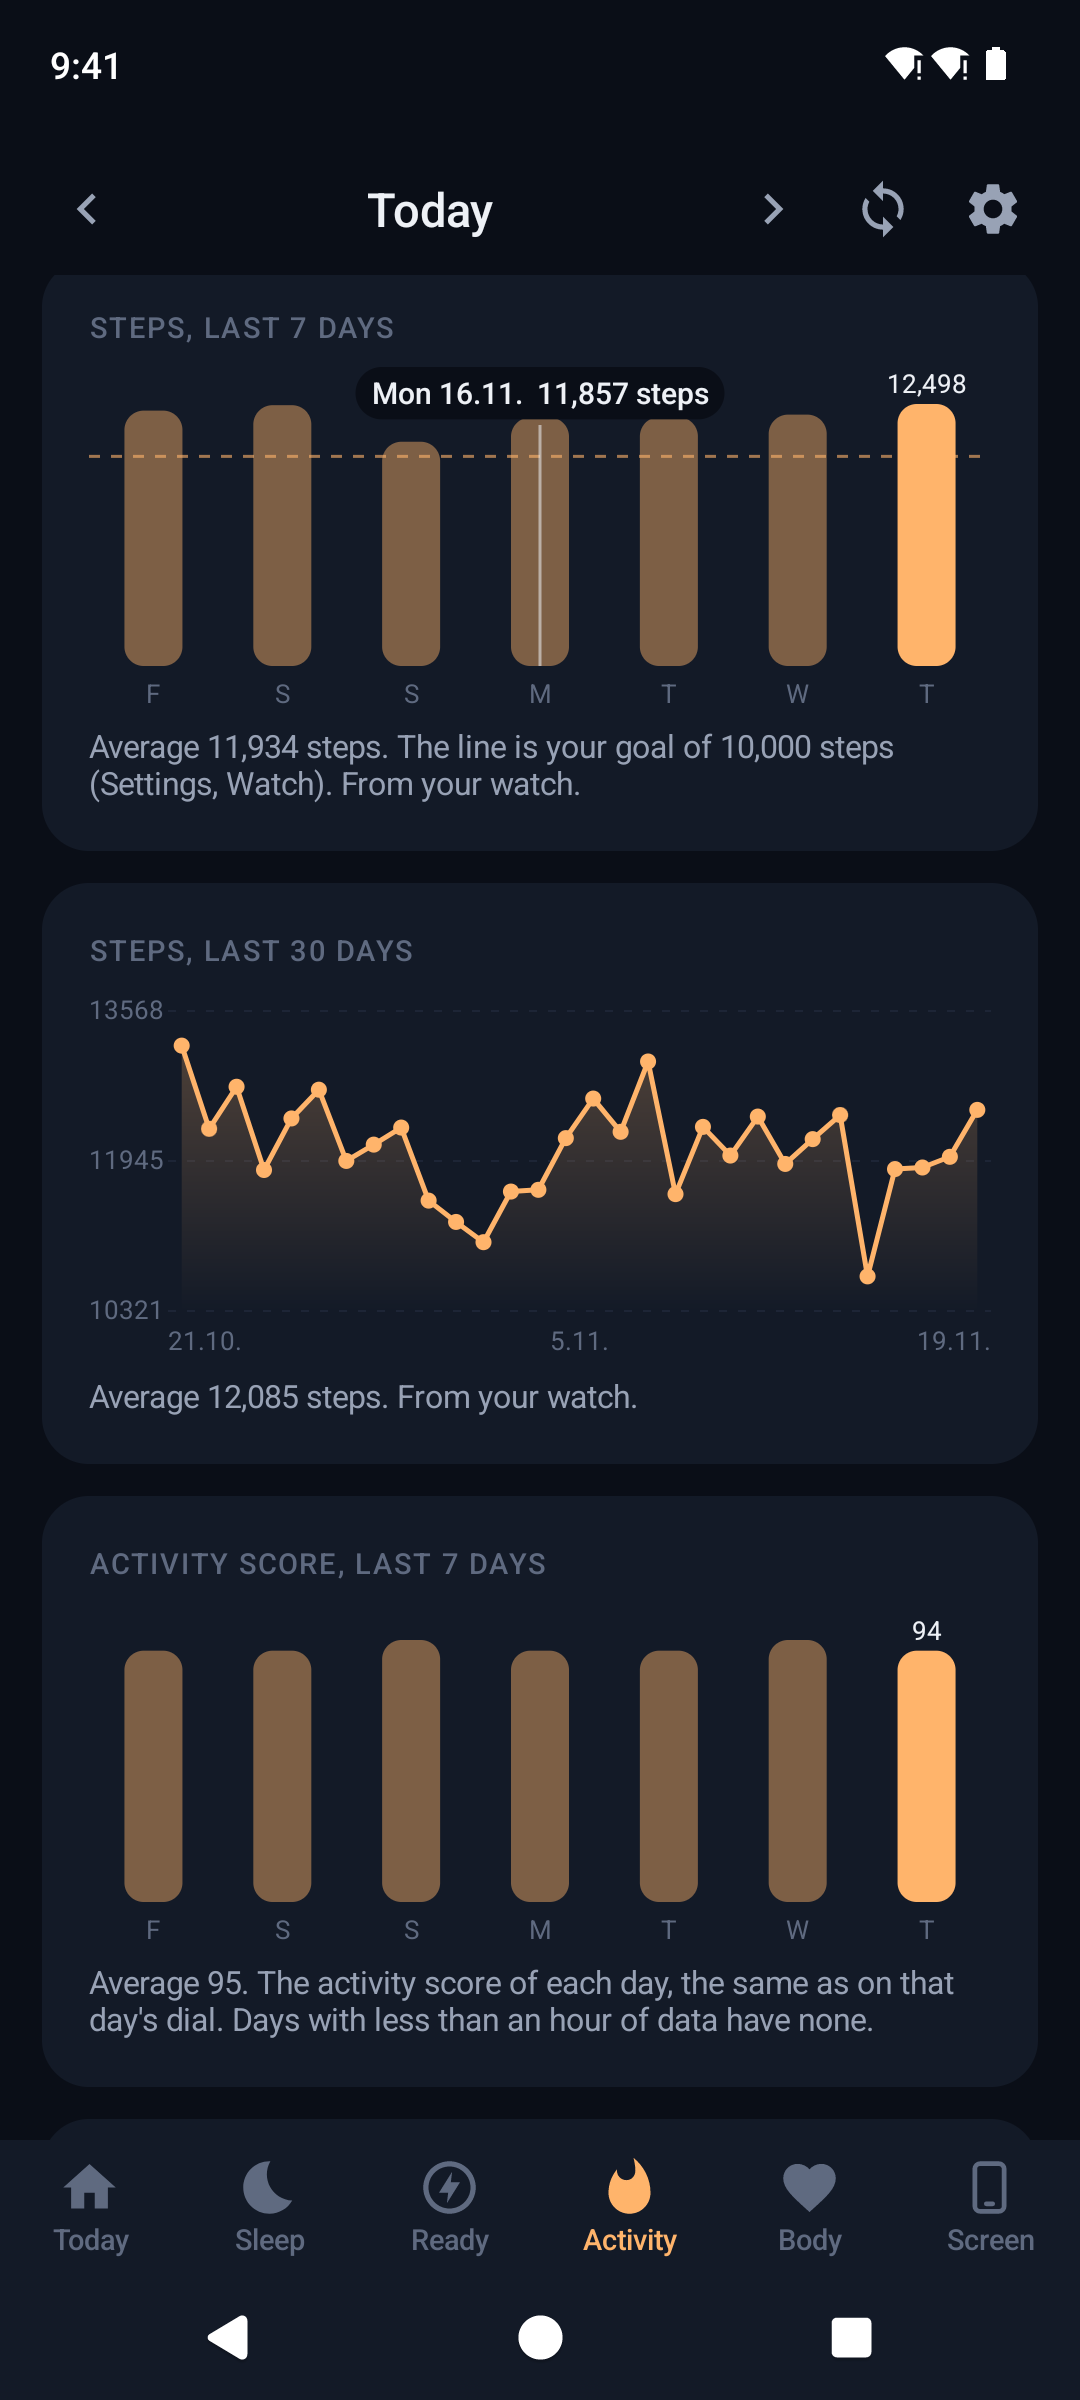 9:41
Today
STEPS, LAST 7 DAYS
Mon 16.11. 11,857 steps
12,498
F S S M T W T
Average 11,934 steps. The line is your goal of 10,000 steps
(Settings, Watch). From your watch.
STEPS, LAST 30 DAYS
13568
11945
10321
21.10. 5.11. 19.11.
Average 12,085 steps. From your watch.
ACTIVITY SCORE, LAST 7 DAYS
94
F S S M T W T
Average 95. The activity score of each day, the same as on that
day's dial. Days with less than an hour of data have none.
Today Sleep Ready Activity Body Screen